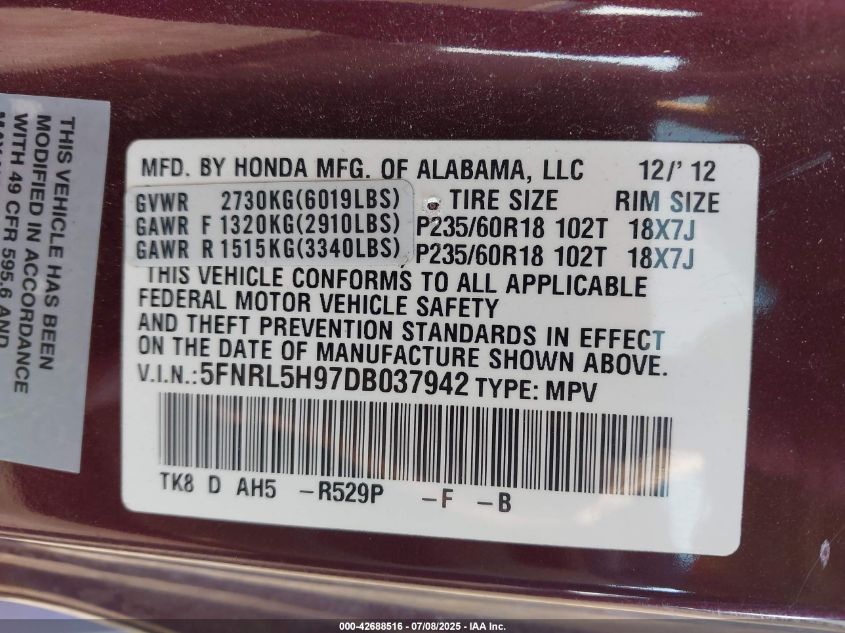 THIS VEHICLE HAS BEEN
MODIFIED IN ACCORDANCE
WITH 49 CFR 595.6 AND
MFD. BY HONDA MFG. OF ALABAMA, LLC 12/' 12
GVWR 2730KG(6019LBS) TIRE SIZE RIM SIZE
GAWR F 1320KG(2910LBS) P235/60R18 102T 18X7J
GAWR R 1515KG(3340LBS) P235/60R18 102T 18X7J
THIS VEHICLE CONFORMS TO ALL APPLICABLE
FEDERAL MOTOR VEHICLE SAFETY
AND THEFT PREVENTION STANDARDS IN EFFECT
ON THE DATE OF MANUFACTURE SHOWN ABOVE.
V.I.N.:5FNRL5H97DB037942 TYPE: MPV
TK8 D AH5 -R529P -F -B
000-42688516 - 07/08/2025 - IAA Inc.